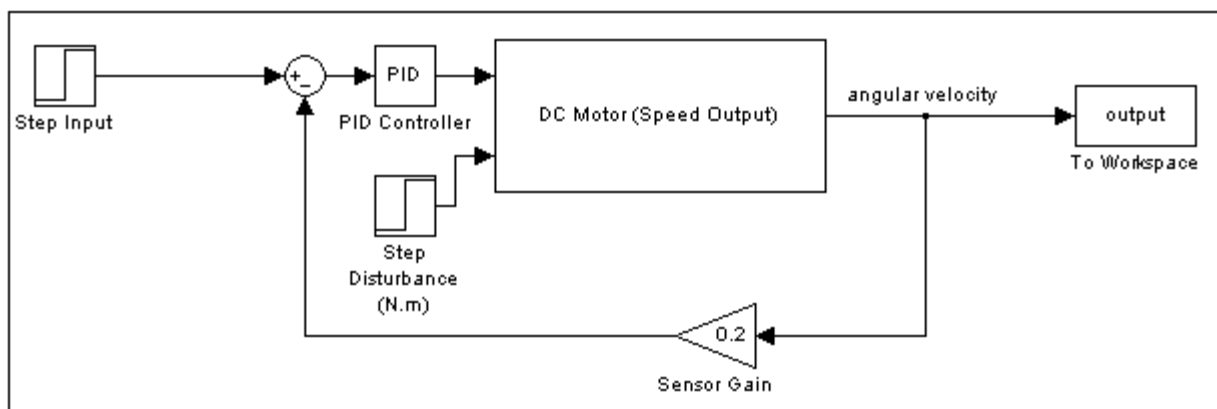 Step Input
+
−
PID
PID Controller
DC Motor (Speed Output)
angular velocity
output
To Workspace
Step
Disturbance
(N.m)
0.2
Sensor Gain